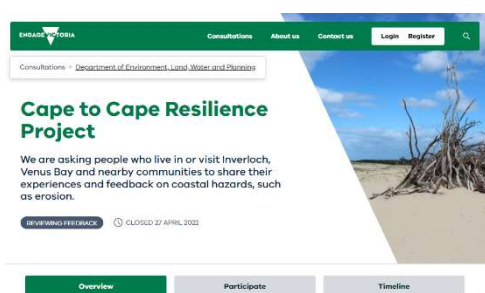 ENGAGE VICTORIA
Consultations About us Contact us Login Register
Consultations > Department of Environment, Land, Water and Planning
Cape to Cape Resilience
Project
We are asking people who live in or visit Inverloch,
Venus Bay and nearby communities to share their
experiences and feedback on coastal hazards, such
as erosion.
REVIEWING FEEDBACK CLOSED 27 APRIL 2022
Overview Participate Timeline